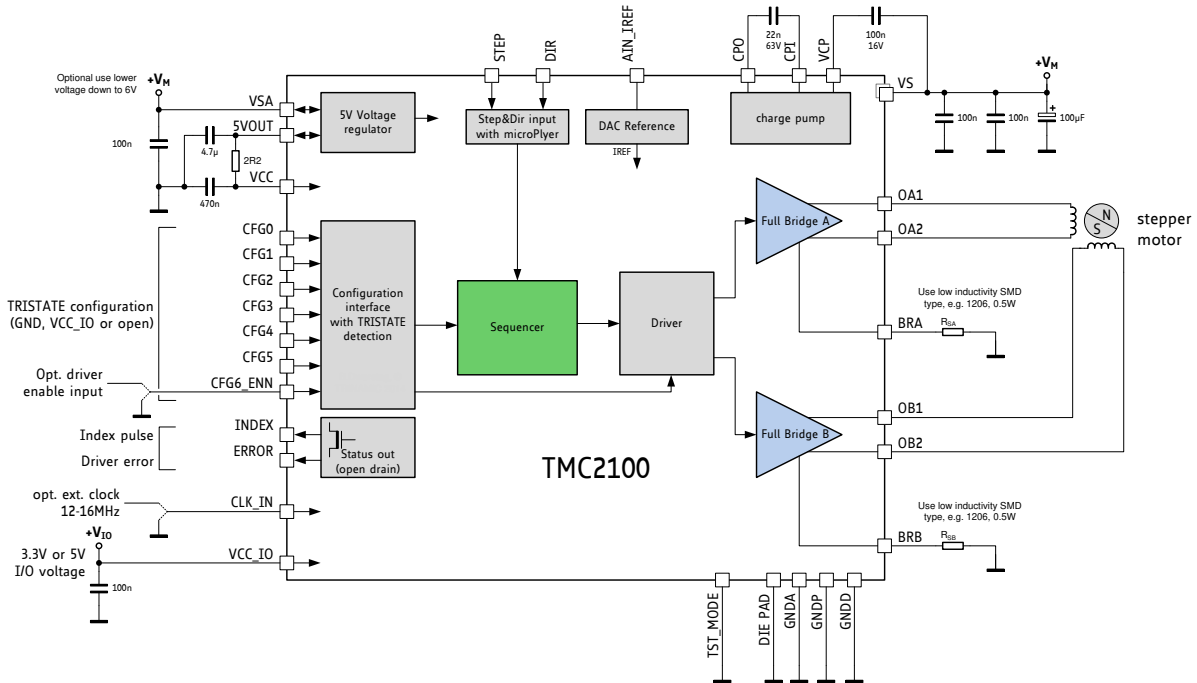 STEP
DIR
AIN_IREF
CPO
22n
63V
CPI
VCP
100n
16V
Optional use lower
voltage down to 6V
+VM
VSA
5V Voltage
regulator
5VOUT
100n
4.7µ
2R2
VCC
470n
Step&Dir input
with microPlyer
DAC Reference
IREF
charge pump
VS
+VM
100n
100n
+
100µF
CFG0
CFG1
CFG2
CFG3
CFG4
CFG5
CFG6_ENN
TRISTATE configuration
(GND, VCC_IO or open)
Opt. driver
enable input
Configuration
interface
with TRISTATE
detection
Sequencer
Driver
Full Bridge A
OA1
OA2
N
S
stepper
motor
Use low inductivity SMD
type, e.g. 1206, 0.5W
BRA
RSA
Full Bridge B
OB1
OB2
Use low inductivity SMD
type, e.g. 1206, 0.5W
BRB
RSB
INDEX
ERROR
Index pulse
Driver error
Status out
(open drain)
TMC2100
opt. ext. clock
12-16MHz
CLK_IN
+VIO
3.3V or 5V
I/O voltage
VCC_IO
100n
TST_MODE
DIE PAD
GNDA
GNDP
GNDD